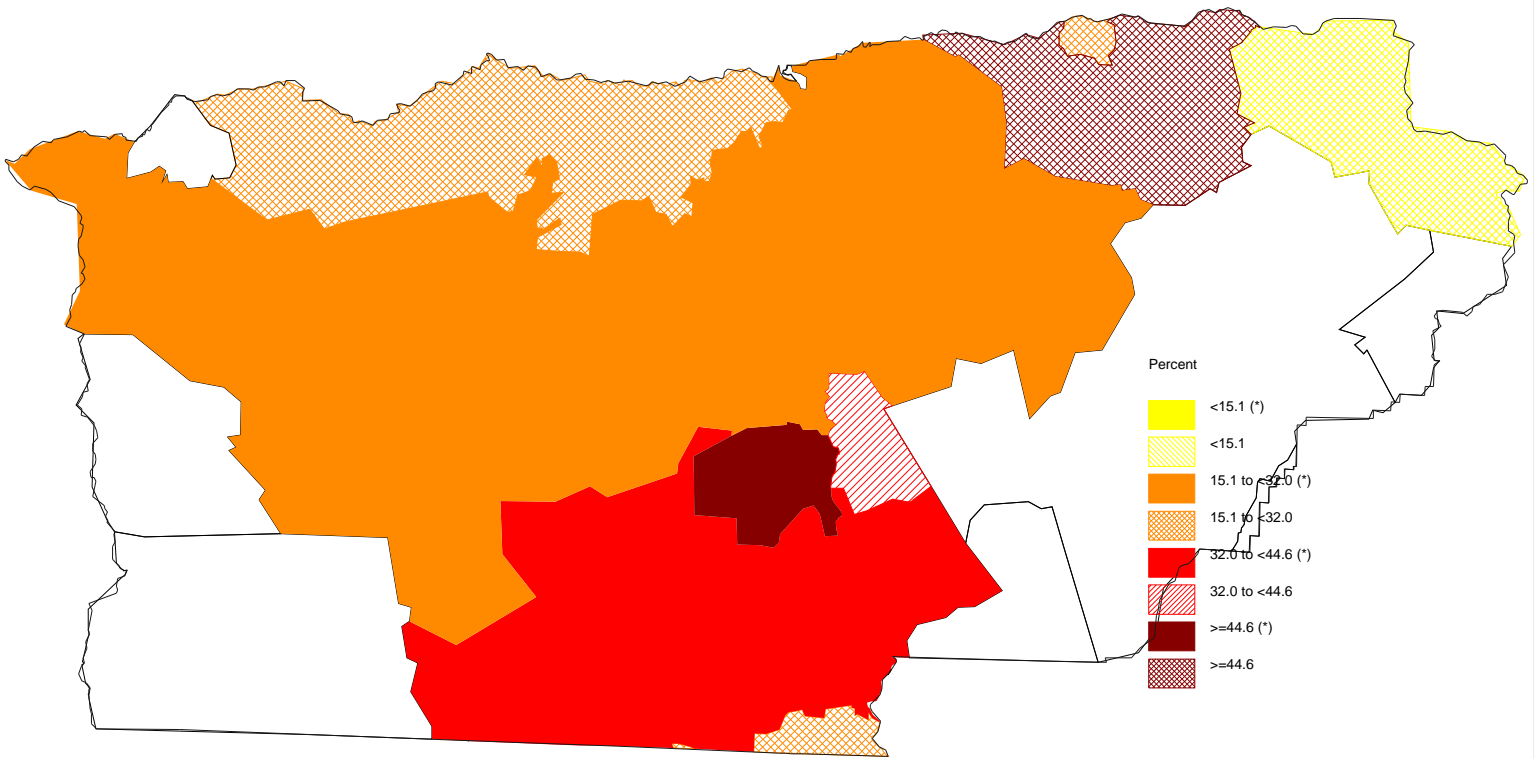 Percent
<15.1 (*)
<15.1
15.1 to <32.0 (*)
15.1 to <32.0
32.0 to <44.6 (*)
32.0 to <44.6
>=44.6 (*)
>=44.6